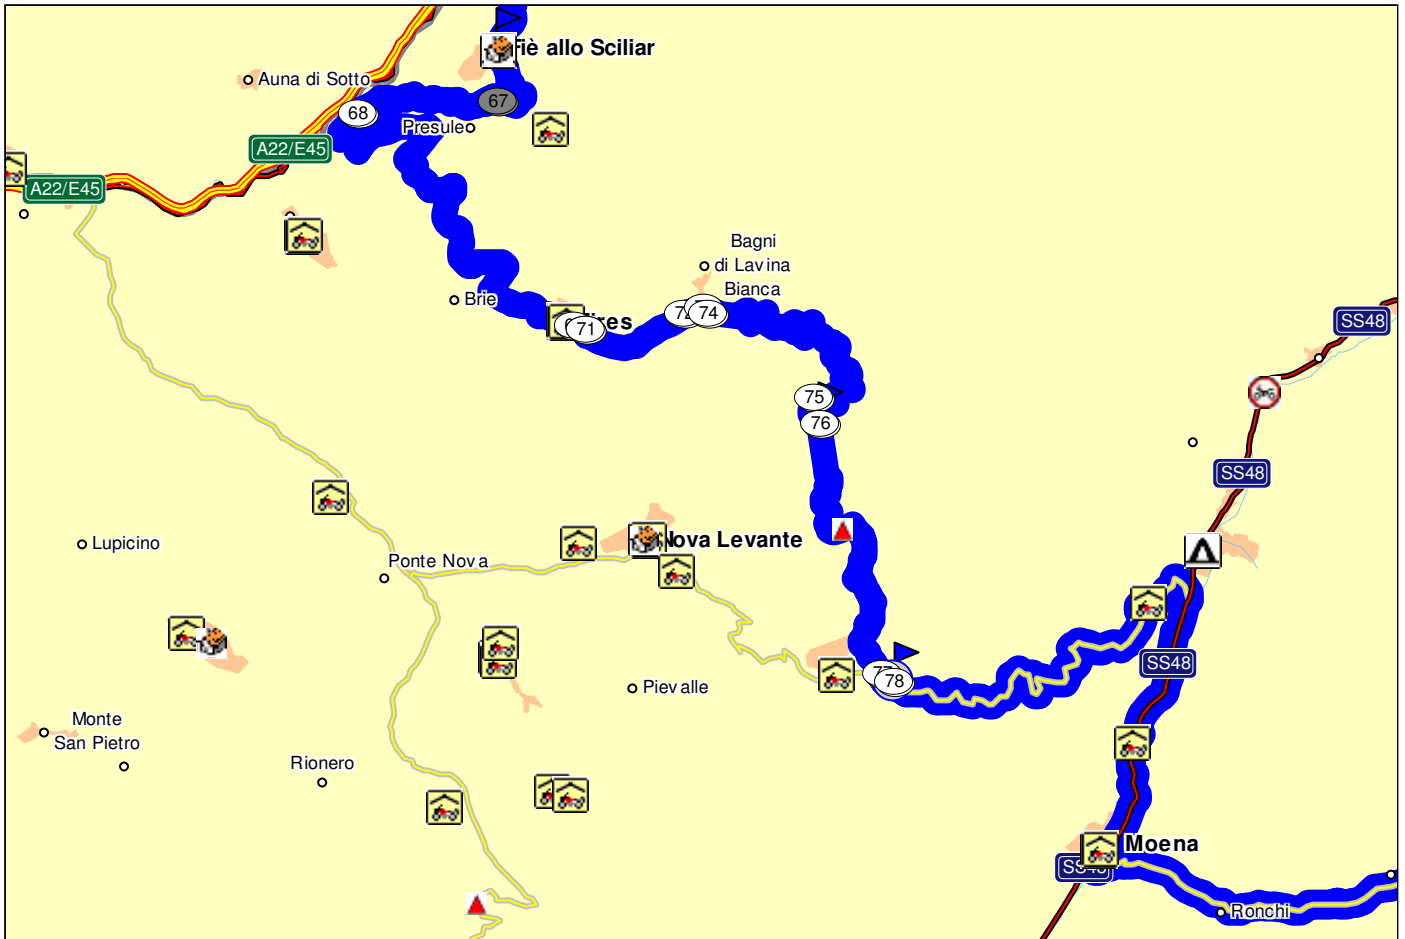 Fiè allo Sciliar
Auna di Sotto
67
68
Presule
A22/E45
A22/E45
Bagni
di Lavina
Bianca
Brie
74
SS48
71
75
76
SS48
Nova Levante
Lupicino
Ponte Nova
SS48
77
78
Pievalle
Monte
San Pietro
Rionero
Moena
SS48
Ronchi